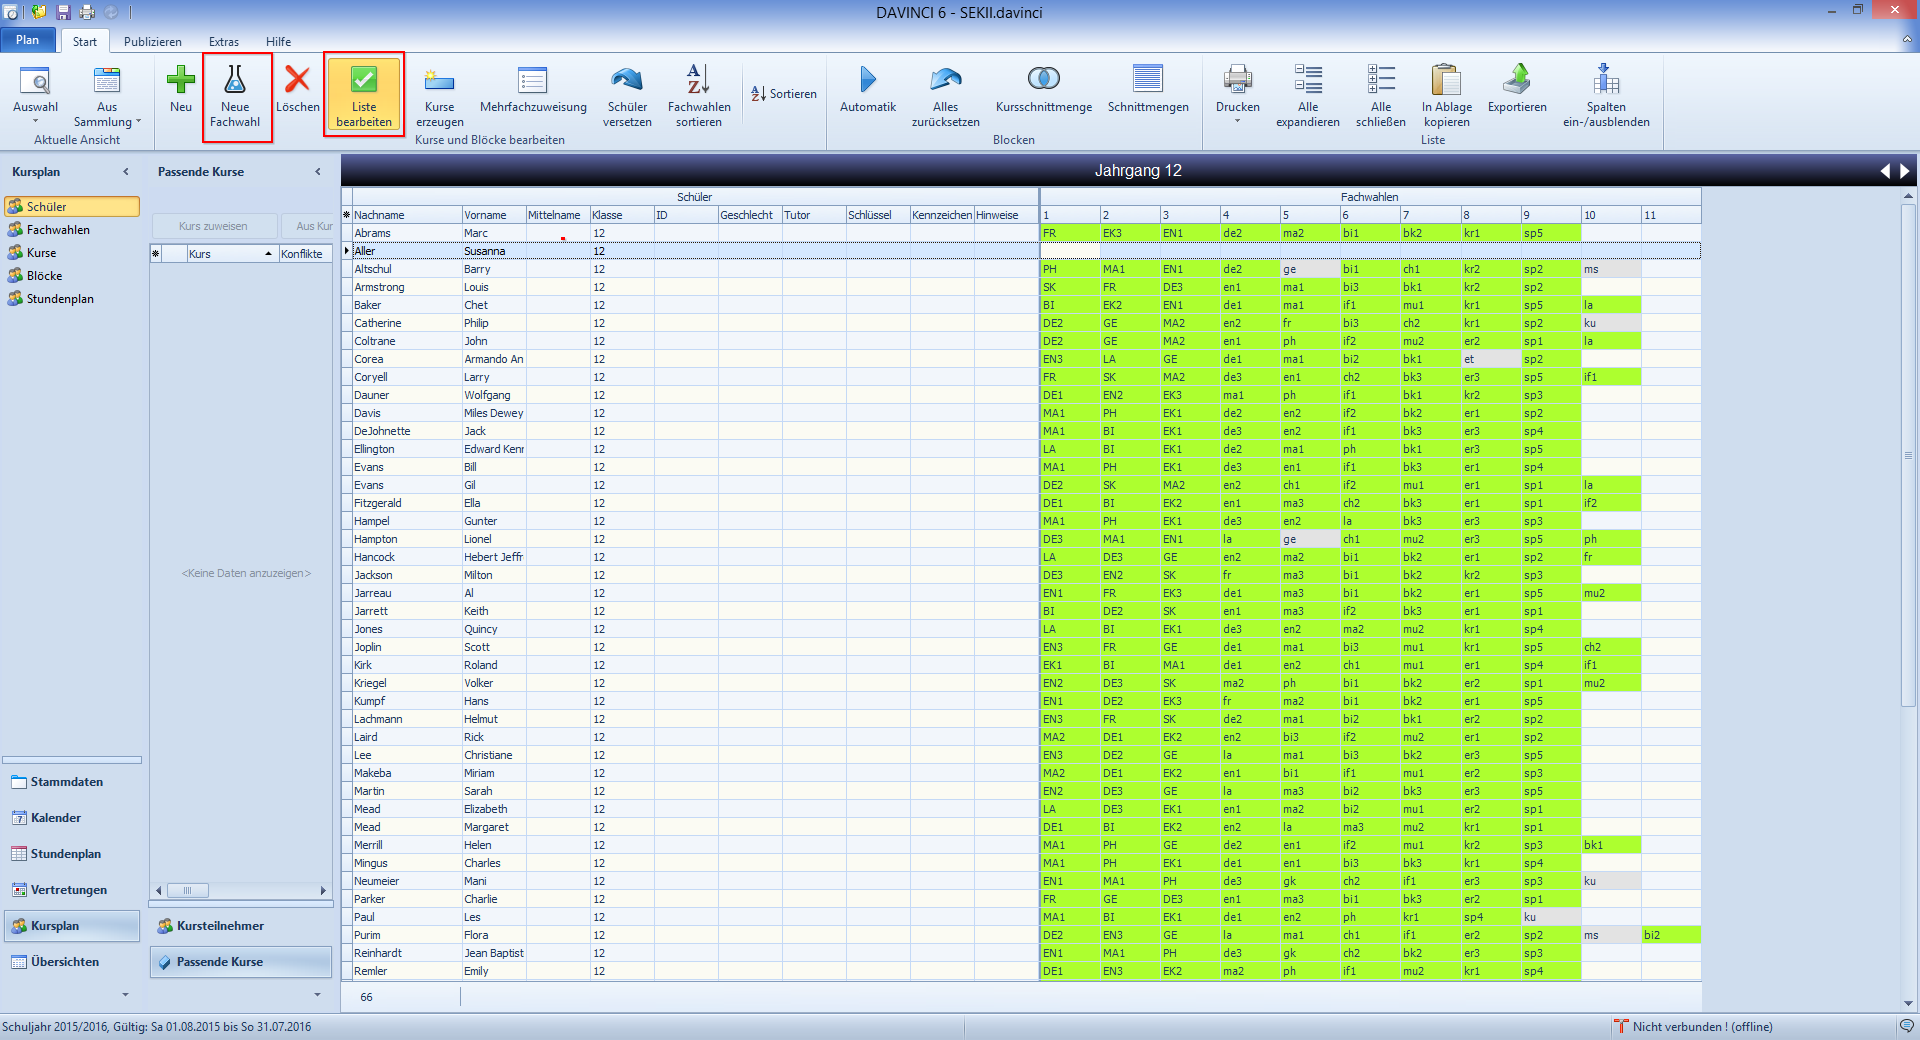 DAVINCI 6 - SEKII.davinci
Plan Start Publizieren Extras Hilfe
Auswahl
Aus Sammlung
Aktuelle Ansicht
Neu
Neue Fachwahl
Löschen
Liste bearbeiten
Kurse erzeugen
Mehrfachzuweisung
Schüler versetzen
Fachwahlen sortieren
Sortieren
Kurse und Blöcke bearbeiten
Automatik
Alles zurücksetzen
Kursschnittmenge
Schnittmengen
Blocken
Drucken
Alle expandieren
Alle schließen
In Ablage kopieren
Exportieren
Spalten ein-/ausblenden
Liste
Kursplan
Schüler
Fachwahlen
Kurse
Blöcke
Stundenplan
Stammdaten
Kalender
Stundenplan
Vertretungen
Kursplan
Übersichten
Passende Kurse
Kurs zuweisen Aus Kur
Kurs Konflikte
<Keine Daten anzuzeigen>
Kursteilnehmer
Passende Kurse
Jahrgang 12
Schüler Fachwahlen
Nachname Vorname Mittelname Klasse ID Geschlecht Tutor Schlüssel Kennzeichen Hinweise 1 2 3 4 5 6 7 8 9 10 11
Abrams Marc 12 FR EK3 EN1 de2 ma2 bi1 bk2 kr1 sp5
Aller Susanna 12
Altschul Barry 12 PH MA1 EN1 de2 ge bi1 ch1 kr2 sp2 ms
Armstrong Louis 12 SK FR DE3 en1 ma1 bi3 bk1 kr2 sp2
Baker Chet 12 BI EK2 EN1 de1 ma1 if1 mu1 kr1 sp5 la
Catherine Philip 12 DE2 GE MA2 en2 fr bi3 ch2 kr1 sp2 ku
Coltrane John 12 DE2 GE MA2 en1 ph if2 mu2 er2 sp1 la
Corea Armando An 12 EN3 LA GE de1 ma1 bi2 bk1 et sp2
Coryell Larry 12 FR SK MA2 de3 en1 ch2 bk3 er3 sp5 if1
Dauner Wolfgang 12 DE1 EN2 EK3 ma1 ph if1 bk1 kr2 sp3
Davis Miles Dewey 12 MA1 PH EK1 de2 en2 if2 bk2 er1 sp2
DeJohnette Jack 12 MA1 BI EK1 de3 en2 if1 bk3 er3 sp4
Ellington Edward Kenr 12 LA BI EK1 de2 ma1 ph bk1 er3 sp5
Evans Bill 12 MA1 PH EK1 de3 en1 if1 bk3 er1 sp4
Evans Gil 12 DE2 SK MA2 en2 ch1 if2 mu1 er1 sp1 la
Fitzgerald Ella 12 DE1 BI EK2 en1 ma3 ch2 bk3 er1 sp1 if2
Hampel Gunter 12 MA1 PH EK1 de3 en2 la bk3 er3 sp3
Hampton Lionel 12 DE3 MA1 EN1 la ge ch1 mu2 er3 sp5 ph
Hancock Hebert Jeffr 12 LA DE3 GE en2 ma2 bi1 bk2 er1 sp2 fr
Jackson Milton 12 DE3 EN2 SK fr ma3 bi1 bk2 kr2 sp3
Jarreau Al 12 EN1 FR EK3 de1 ma3 bi1 bk2 er1 sp5 mu2
Jarrett Keith 12 BI DE2 SK en1 ma3 if2 bk3 er1 sp1
Jones Quincy 12 LA BI EK1 de3 en2 ma2 mu2 kr1 sp4
Joplin Scott 12 EN3 FR GE de1 ma1 bi3 mu1 kr1 sp5 ch2
Kirk Roland 12 EK1 BI MA1 de1 en2 ch1 mu1 er1 sp4 if1
Kriegel Volker 12 EN2 DE3 SK ma2 ph bi1 bk2 er2 sp1 mu2
Kumpf Hans 12 EN1 DE2 EK3 fr ma2 bi1 bk2 er1 sp5
Lachmann Helmut 12 EN3 FR SK de2 ma1 bi2 bk1 er2 sp2
Laird Rick 12 MA2 DE1 EK2 en2 bi3 if2 mu2 er1 sp2
Lee Christiane 12 EN3 DE2 GE la ma1 bi3 bk2 er3 sp5
Makeba Miriam 12 MA2 DE1 EK2 en1 bi1 if1 mu1 er2 sp3
Martin Sarah 12 EN2 DE3 GE la ma3 bi2 bk3 er3 sp5
Mead Elizabeth 12 LA DE3 EK1 en1 ma2 bi2 mu1 er2 sp1
Mead Margaret 12 DE1 BI EK2 en2 la ma3 mu2 kr1 sp1
Merrill Helen 12 MA1 PH GE de2 en1 if2 mu1 kr2 sp3 bk1
Mingus Charles 12 MA1 PH EK1 de1 en1 bi3 bk3 kr1 sp4
Neumeier Mani 12 EN1 MA1 PH de3 gk ch2 if1 er3 sp3 ku
Parker Charlie 12 FR GE DE3 en1 ma3 bi1 bk3 er2 sp1
Paul Les 12 MA1 BI EK1 de1 en2 ph kr1 sp4 ku
Purim Flora 12 DE2 EN3 GE la ma1 ch1 if1 er2 sp2 ms bi2
Reinhardt Jean Baptist 12 EN1 MA1 PH de3 gk ch2 bk1 er3 sp3
Remler Emily 12 DE1 EN3 EK2 ma2 ph if1 mu2 kr1 sp4
66
Schuljahr 2015/2016, Gültig: Sa 01.08.2015 bis So 31.07.2016
Nicht verbunden ! (offline)